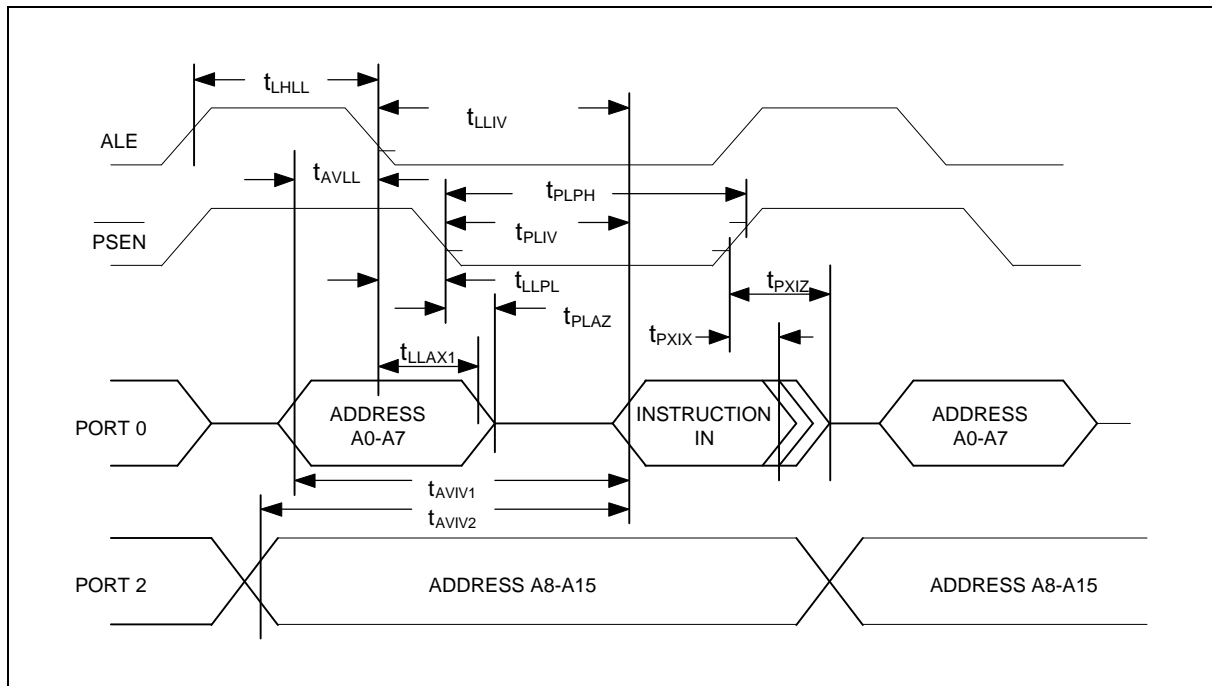 tLHLL
tLLIV
ALE
tAVLL
tPLPH
PSEN
tPLIV
tLLPL
tPXIZ
tPLAZ
tPXIX
tLLAX1
PORT 0
ADDRESS
A0-A7
INSTRUCTION
IN
ADDRESS
A0-A7
tAVIV1
tAVIV2
PORT 2
ADDRESS A8-A15
ADDRESS A8-A15